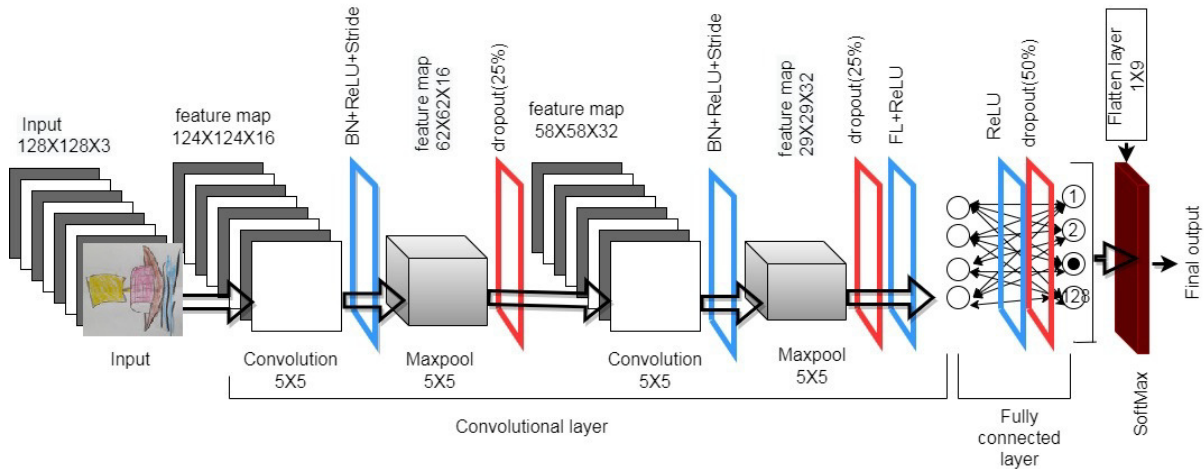 Input
128X128X3
feature map
124X124X16
BN+ReLU+Stride
feature map
62X62X16
dropout(25%)
feature map
58X58X32
BN+ReLU+Stride
feature map
29X29X32
dropout(25%)
FL+ReLU
ReLU
dropout(50%)
Flatten layer
1X9
1
2
128
Final output
Input
Convolution
5X5
Maxpool
5X5
Convolution
5X5
Maxpool
5X5
SoftMax
Convolutional layer
Fully
connected
layer